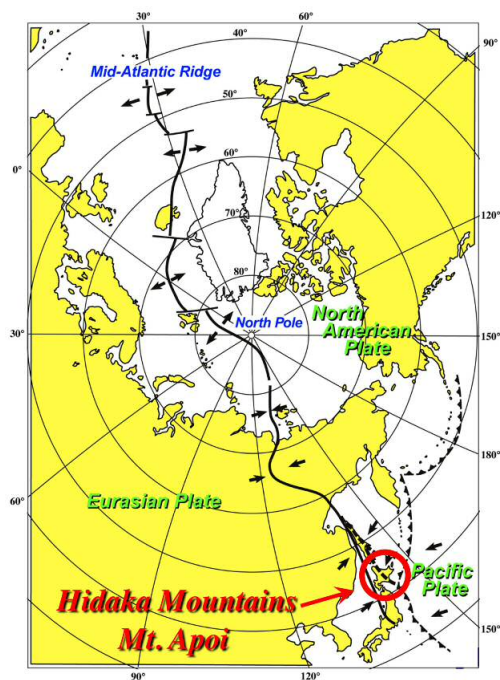 30°
60°
90°
Mid-Atlantic Ridge
50°
40°
50°
60°
0°
70°
80°
North
American
Plate
North Pole
30°
150°
180°
60°
Eurasian Plate
Pacific
Plate
Hidaka Mountains
Mt. Apoi
150°
90°
120°